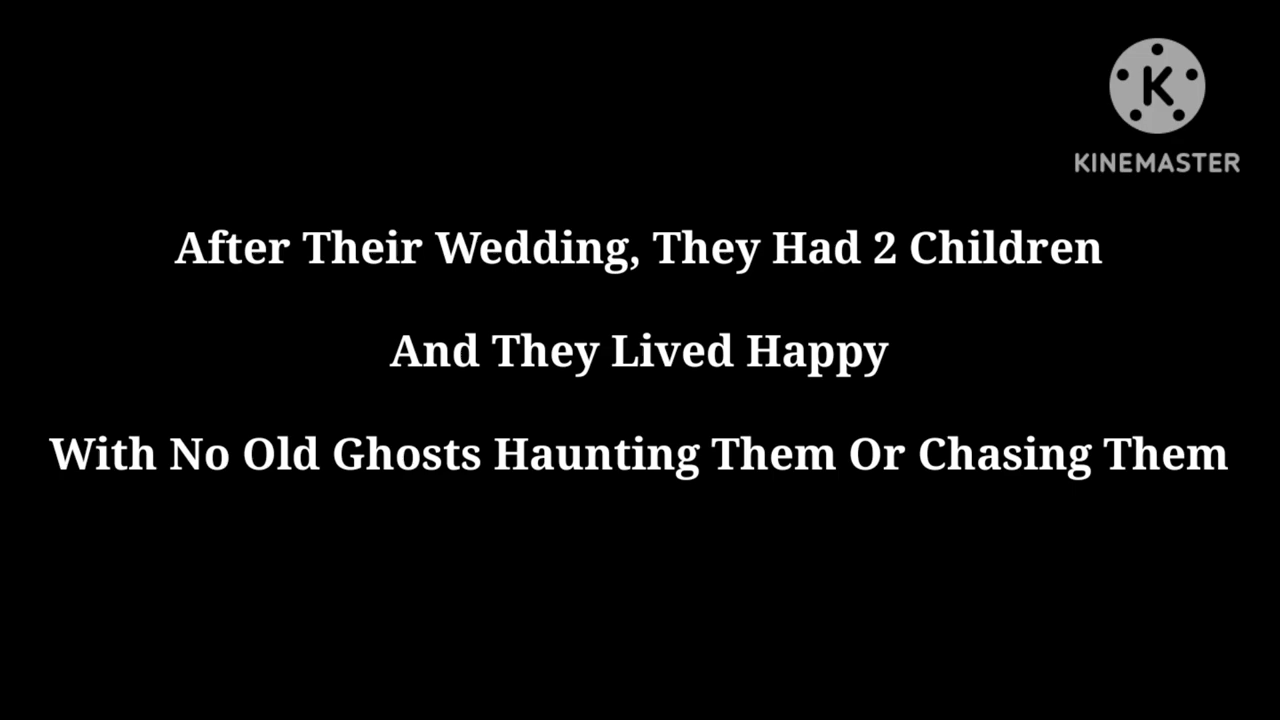 K
KINEMASTER
After Their Wedding, They Had 2 Children
And They Lived Happy
With No Old Ghosts Haunting Them Or Chasing Them